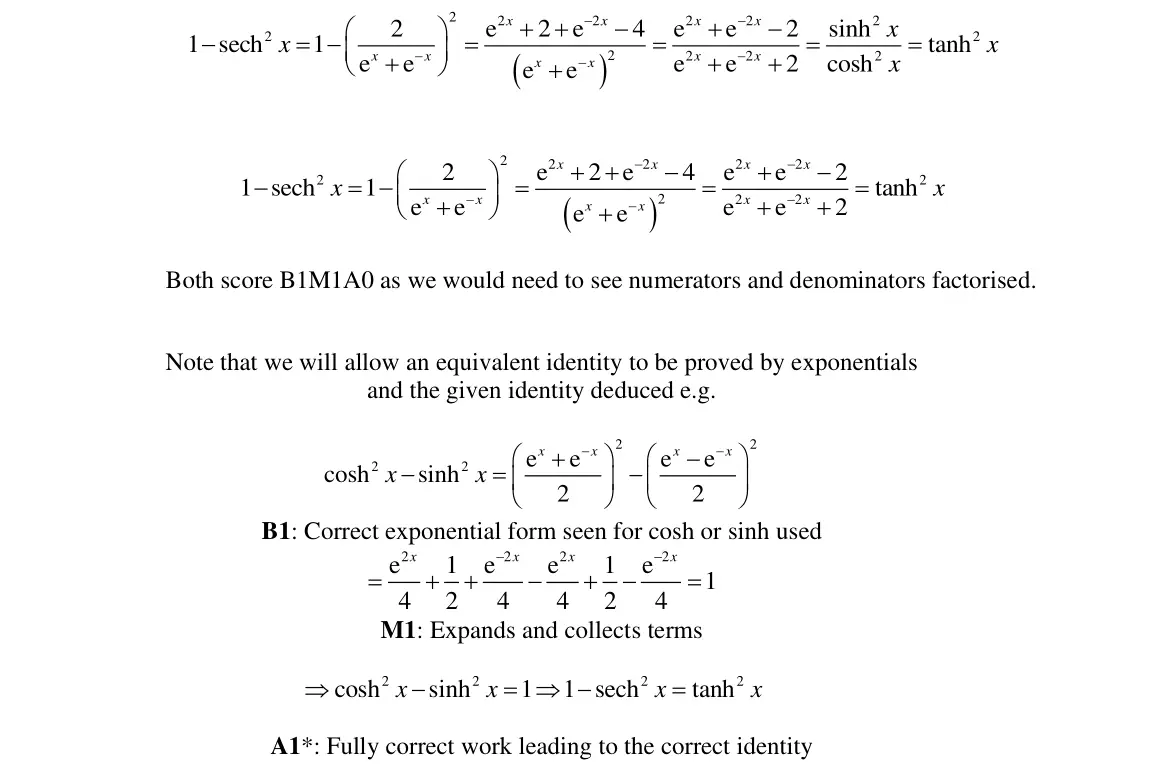 1 − sech² x = 1 − (2 / (eˣ + e⁻ˣ))² = (e²ˣ + 2 + e⁻²ˣ − 4) / (eˣ + e⁻ˣ)² = (e²ˣ + e⁻²ˣ − 2) / (e²ˣ + e⁻²ˣ + 2) = sinh² x / cosh² x = tanh² x
1 − sech² x = 1 − (2 / (eˣ + e⁻ˣ))² = (e²ˣ + 2 + e⁻²ˣ − 4) / (eˣ + e⁻ˣ)² = (e²ˣ + e⁻²ˣ − 2) / (e²ˣ + e⁻²ˣ + 2) = tanh² x
Both score B1M1A0 as we would need to see numerators and denominators factorised.
Note that we will allow an equivalent identity to be proved by exponentials
and the given identity deduced e.g.
cosh² x − sinh² x = ((eˣ + e⁻ˣ) / 2)² − ((eˣ − e⁻ˣ) / 2)²
B1: Correct exponential form seen for cosh or sinh used
= e²ˣ/4 + 1/2 + e⁻²ˣ/4 − e²ˣ/4 + 1/2 − e⁻²ˣ/4 = 1
M1: Expands and collects terms
⇒ cosh² x − sinh² x = 1 ⇒ 1 − sech² x = tanh² x
A1*: Fully correct work leading to the correct identity